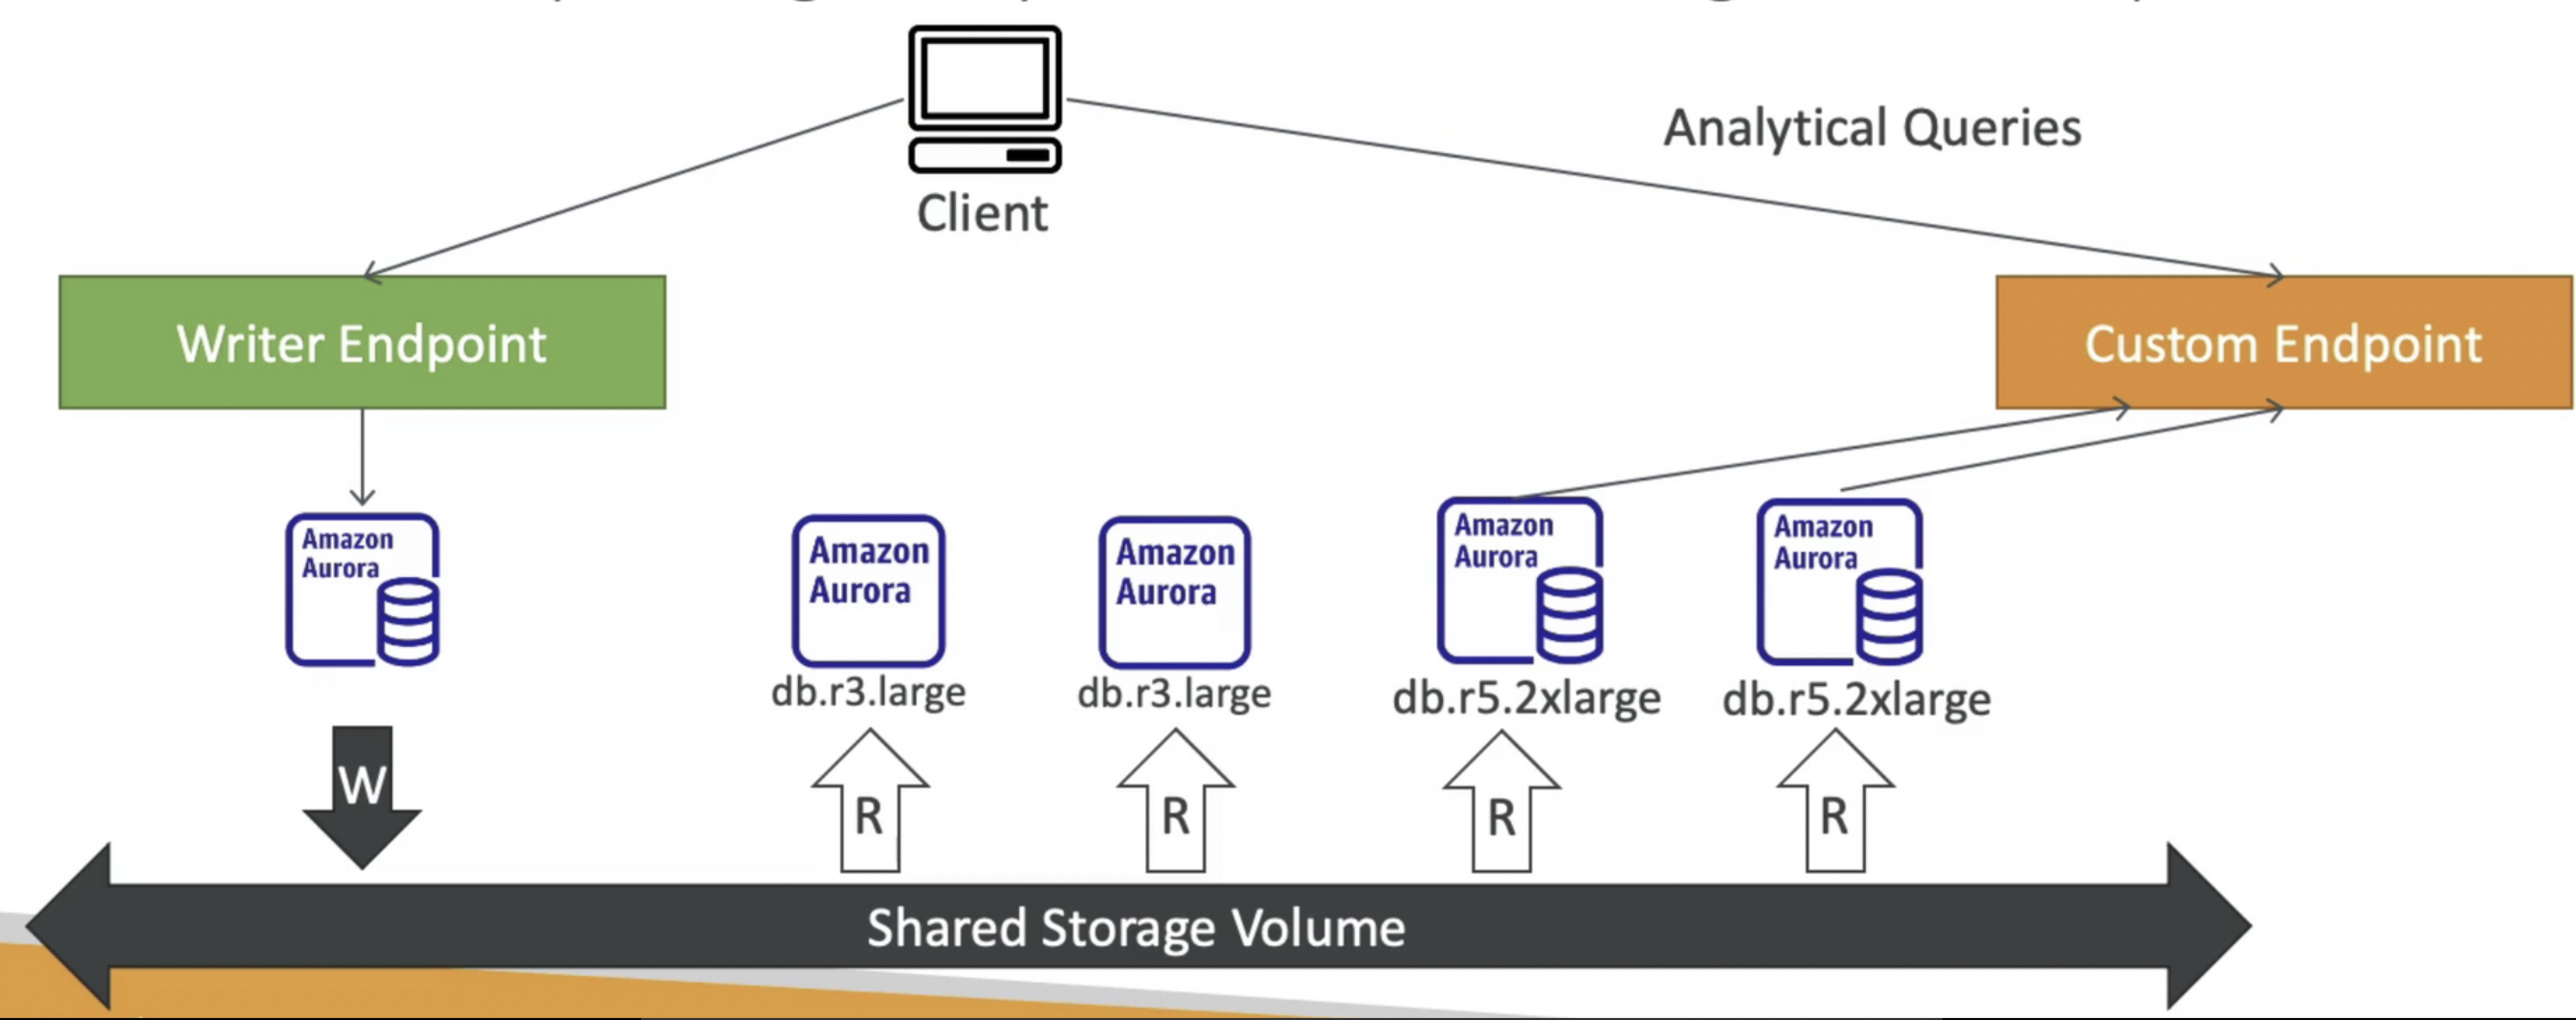 Client
Analytical Queries
Writer Endpoint
Custom Endpoint
Amazon
Aurora
Amazon
Aurora
db.r3.large
Amazon
Aurora
db.r3.large
Amazon
Aurora
db.r5.2xlarge
Amazon
Aurora
db.r5.2xlarge
W
R
R
R
R
Shared Storage Volume